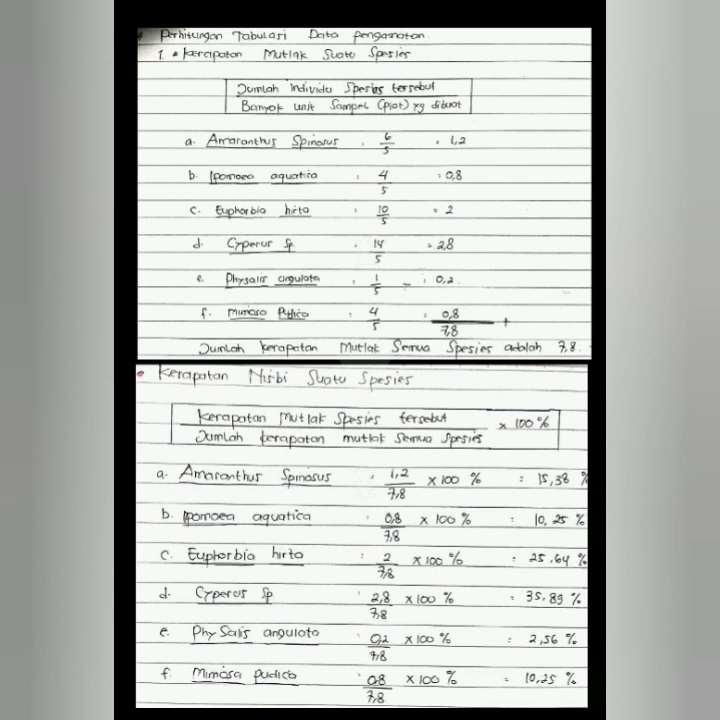 Perhitungan Tabulasi Data pengamatan.
1. • Kerapatan Mutlak Suatu Spesies
Jumlah Individu Spesies tersebut
Banyak unit Sampel (Plot) yg dibuat
a. Amaranthus Spinosus : 6/5 = 1,2
b. Ipomoea aquatica : 4/5 : 0,8
c. Euphorbia hirta : 10/5 = 2
d. Cyperus Sp. : 14/5 = 2,8
e. Physalis angulata : 1/5 = : 0,2
f. Mimosa Pudica : 4/5 : 0,8 +
7,8
Jumlah kerapatan Mutlak Semua Spesies adalah 7,8.
• Kerapatan Nisbi Suatu Spesies
Kerapatan Mutlak Spesies tersebut x 100 %
Jumlah kerapatan mutlak Semua Spesies
a. Amaranthus Spinosus : 1,2/7,8 x 100 % : 15,38 %
b. Ipomoea aquatica : 0,8/7,8 x 100 % : 10,25 %
c. Euphorbia hirta : 2/7,8 x 100 % : 25,64 %
d. Cyperus Sp : 2,8/7,8 x 100 % : 35,89 %
e. PhySalis angulata : 0,2/7,8 x 100 % : 2,56 %
f. Mimosa pudica : 0,8/7,8 x 100 % : 10,25 %